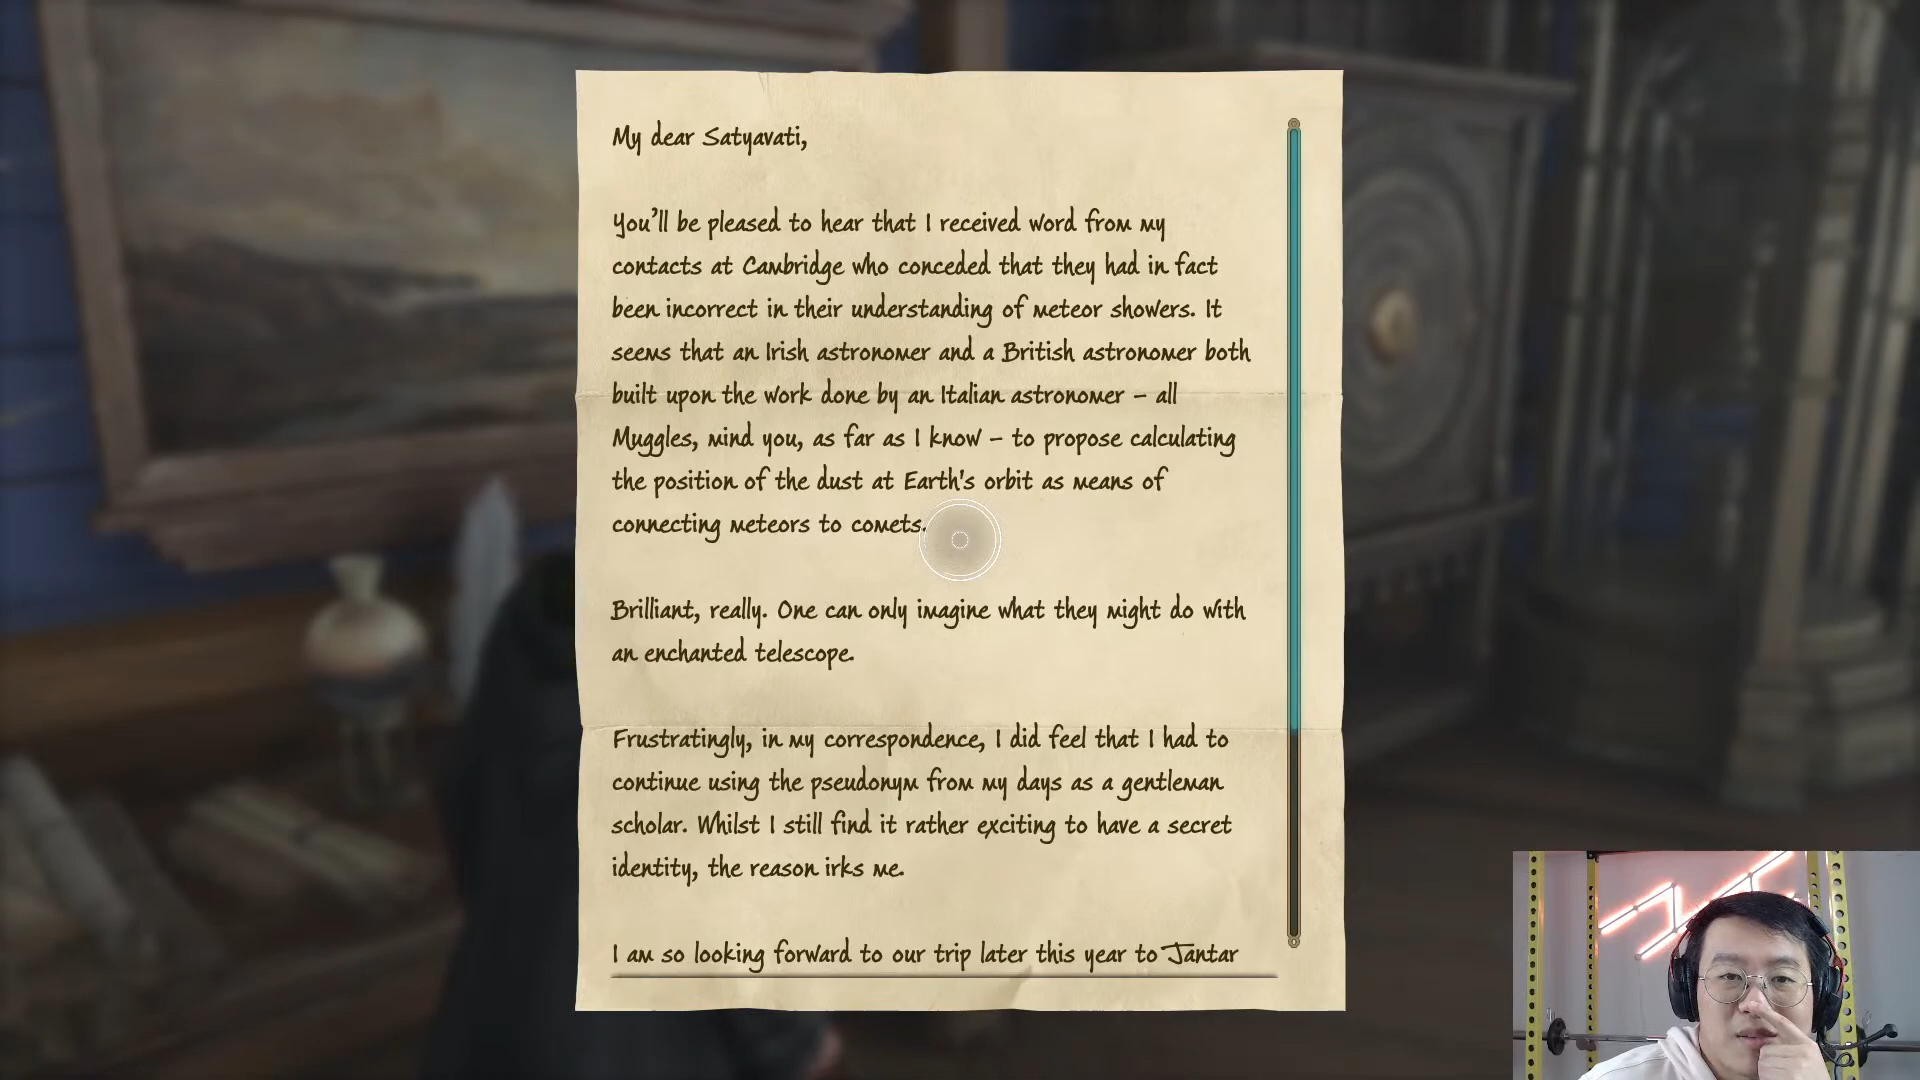 My dear Satyavati,
You'll be pleased to hear that I received word from my
contacts at Cambridge who conceded that they had in fact
been incorrect in their understanding of meteor showers. It
seems that an Irish astronomer and a British astronomer both
built upon the work done by an Italian astronomer – all
Muggles, mind you, as far as I know – to propose calculating
the position of the dust at Earth's orbit as means of
connecting meteors to comets.
Brilliant, really. One can only imagine what they might do with
an enchanted telescope.
Frustratingly, in my correspondence, I did feel that I had to
continue using the pseudonym from my days as a gentleman
scholar. Whilst I still find it rather exciting to have a secret
identity, the reason irks me.
I am so looking forward to our trip later this year to Jantar